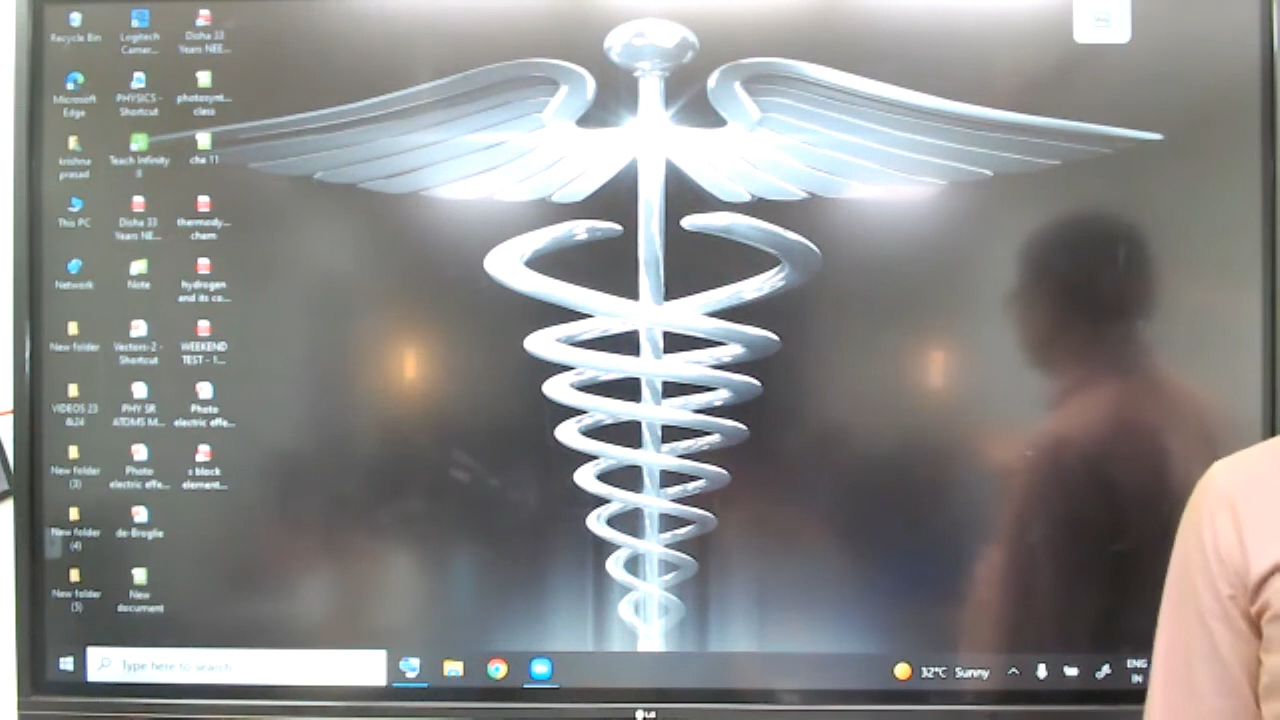 Recycle Bin
Logitech
Camer...
Disha 33
Years NEE...
Microsoft
Edge
PHYSICS -
Shortcut
photosynt...
class
krishna
prasad
Teach Infinity
che 11
This PC
Disha 33
Years NE...
thermody...
chem
Network
Note
hydrogen
and its co...
New folder
Vectors-2 -
Shortcut
WEEKEND
TEST - 1...
VIDEOS 23
&24
PHY SR
ATOMS M...
Photo
electric effe...
New folder
(3)
Photo
electric effe...
s block
element...
New folder
(4)
de-Broglie
New folder
(5)
New
document
Type here to search
32°C Sunny
ENG
IN
LG